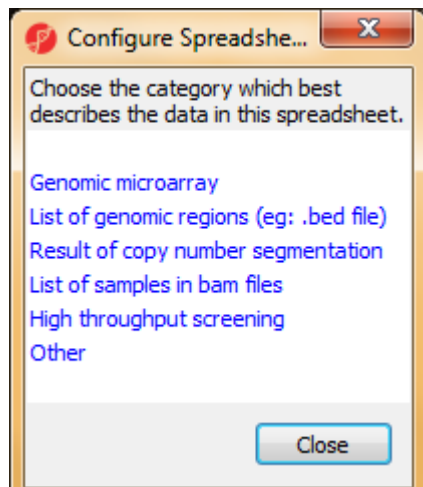 Configure Spreadshe...
Choose the category which best
describes the data in this spreadsheet.
Genomic microarray
List of genomic regions (eg: .bed file)
Result of copy number segmentation
List of samples in bam files
High throughput screening
Other
Close